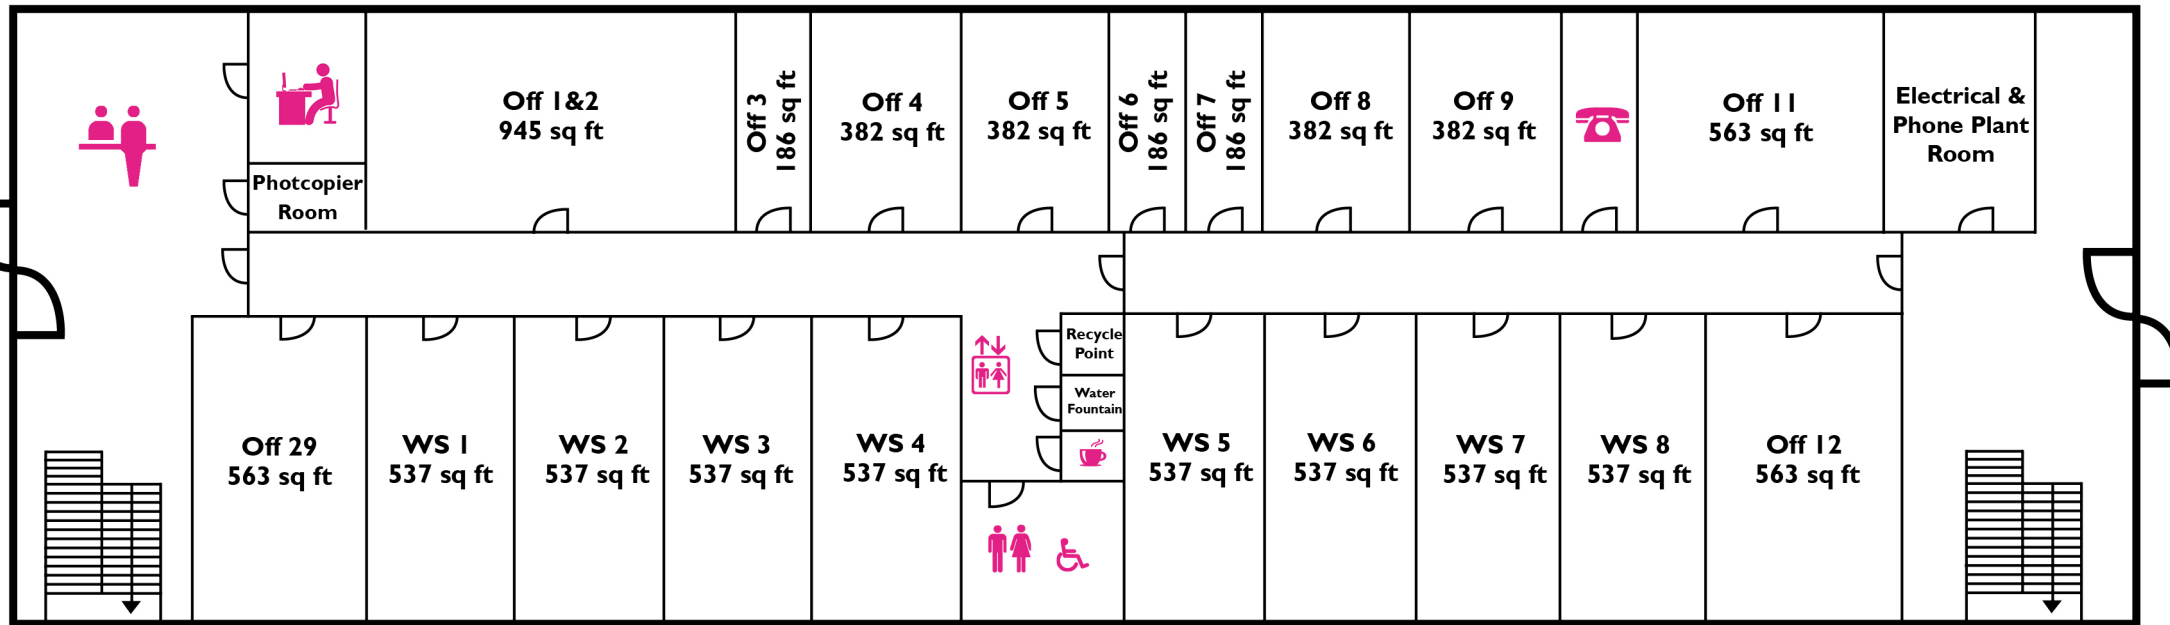 Off 1&2
945 sq ft
Off 3
186 sq ft
Off 4
382 sq ft
Off 5
382 sq ft
Off 6
186 sq ft
Off 7
186 sq ft
Off 8
382 sq ft
Off 9
382 sq ft
Off 11
563 sq ft
Electrical &
Phone Plant
Room
Photcopier
Room
Recycle
Point
Water
Fountain
Off 29
563 sq ft
WS 1
537 sq ft
WS 2
537 sq ft
WS 3
537 sq ft
WS 4
537 sq ft
WS 5
537 sq ft
WS 6
537 sq ft
WS 7
537 sq ft
WS 8
537 sq ft
Off 12
563 sq ft